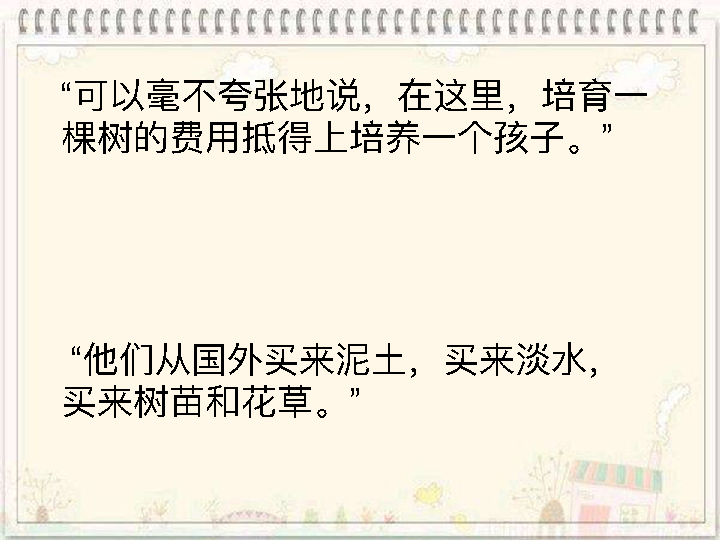 “可以毫不夸张地说，在这里，培育一
棵树的费用抵得上培养一个孩子。”
“他们从国外买来泥土，买来淡水，
买来树苗和花草。”